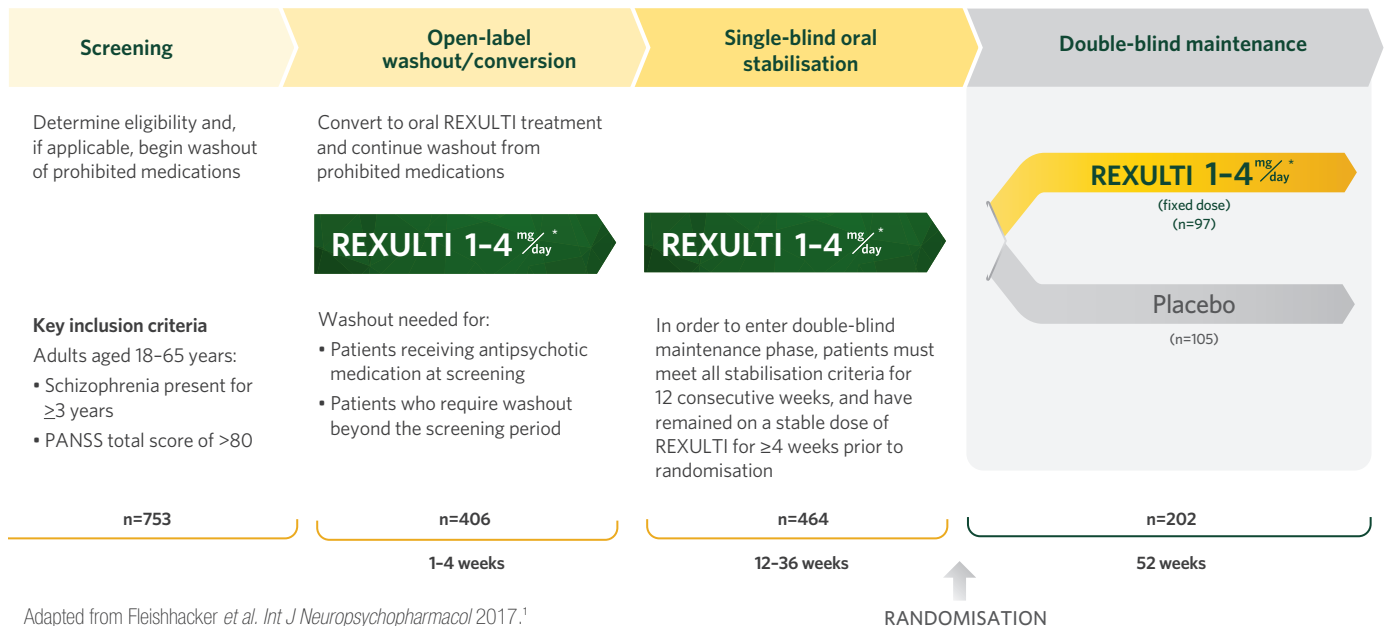 Screening
Open-label
washout/conversion
Single-blind oral
stabilisation
Double-blind maintenance
Determine eligibility and,
if applicable, begin washout
of prohibited medications
Key inclusion criteria
Adults aged 18–65 years:
• Schizophrenia present for
≥3 years
• PANSS total score of >80
n=753
Convert to oral REXULTI treatment
and continue washout from
prohibited medications
REXULTI 1–4 mg/day*
Washout needed for:
• Patients receiving antipsychotic
medication at screening
• Patients who require washout
beyond the screening period
n=406
1–4 weeks
REXULTI 1–4 mg/day*
In order to enter double-blind
maintenance phase, patients must
meet all stabilisation criteria for
12 consecutive weeks, and have
remained on a stable dose of
REXULTI for ≥4 weeks prior to
randomisation
n=464
12–36 weeks
REXULTI 1–4 mg/day*
(fixed dose)
(n=97)
Placebo
(n=105)
n=202
52 weeks
RANDOMISATION
Adapted from Fleishhacker et al. Int J Neuropsychopharmacol 2017.¹